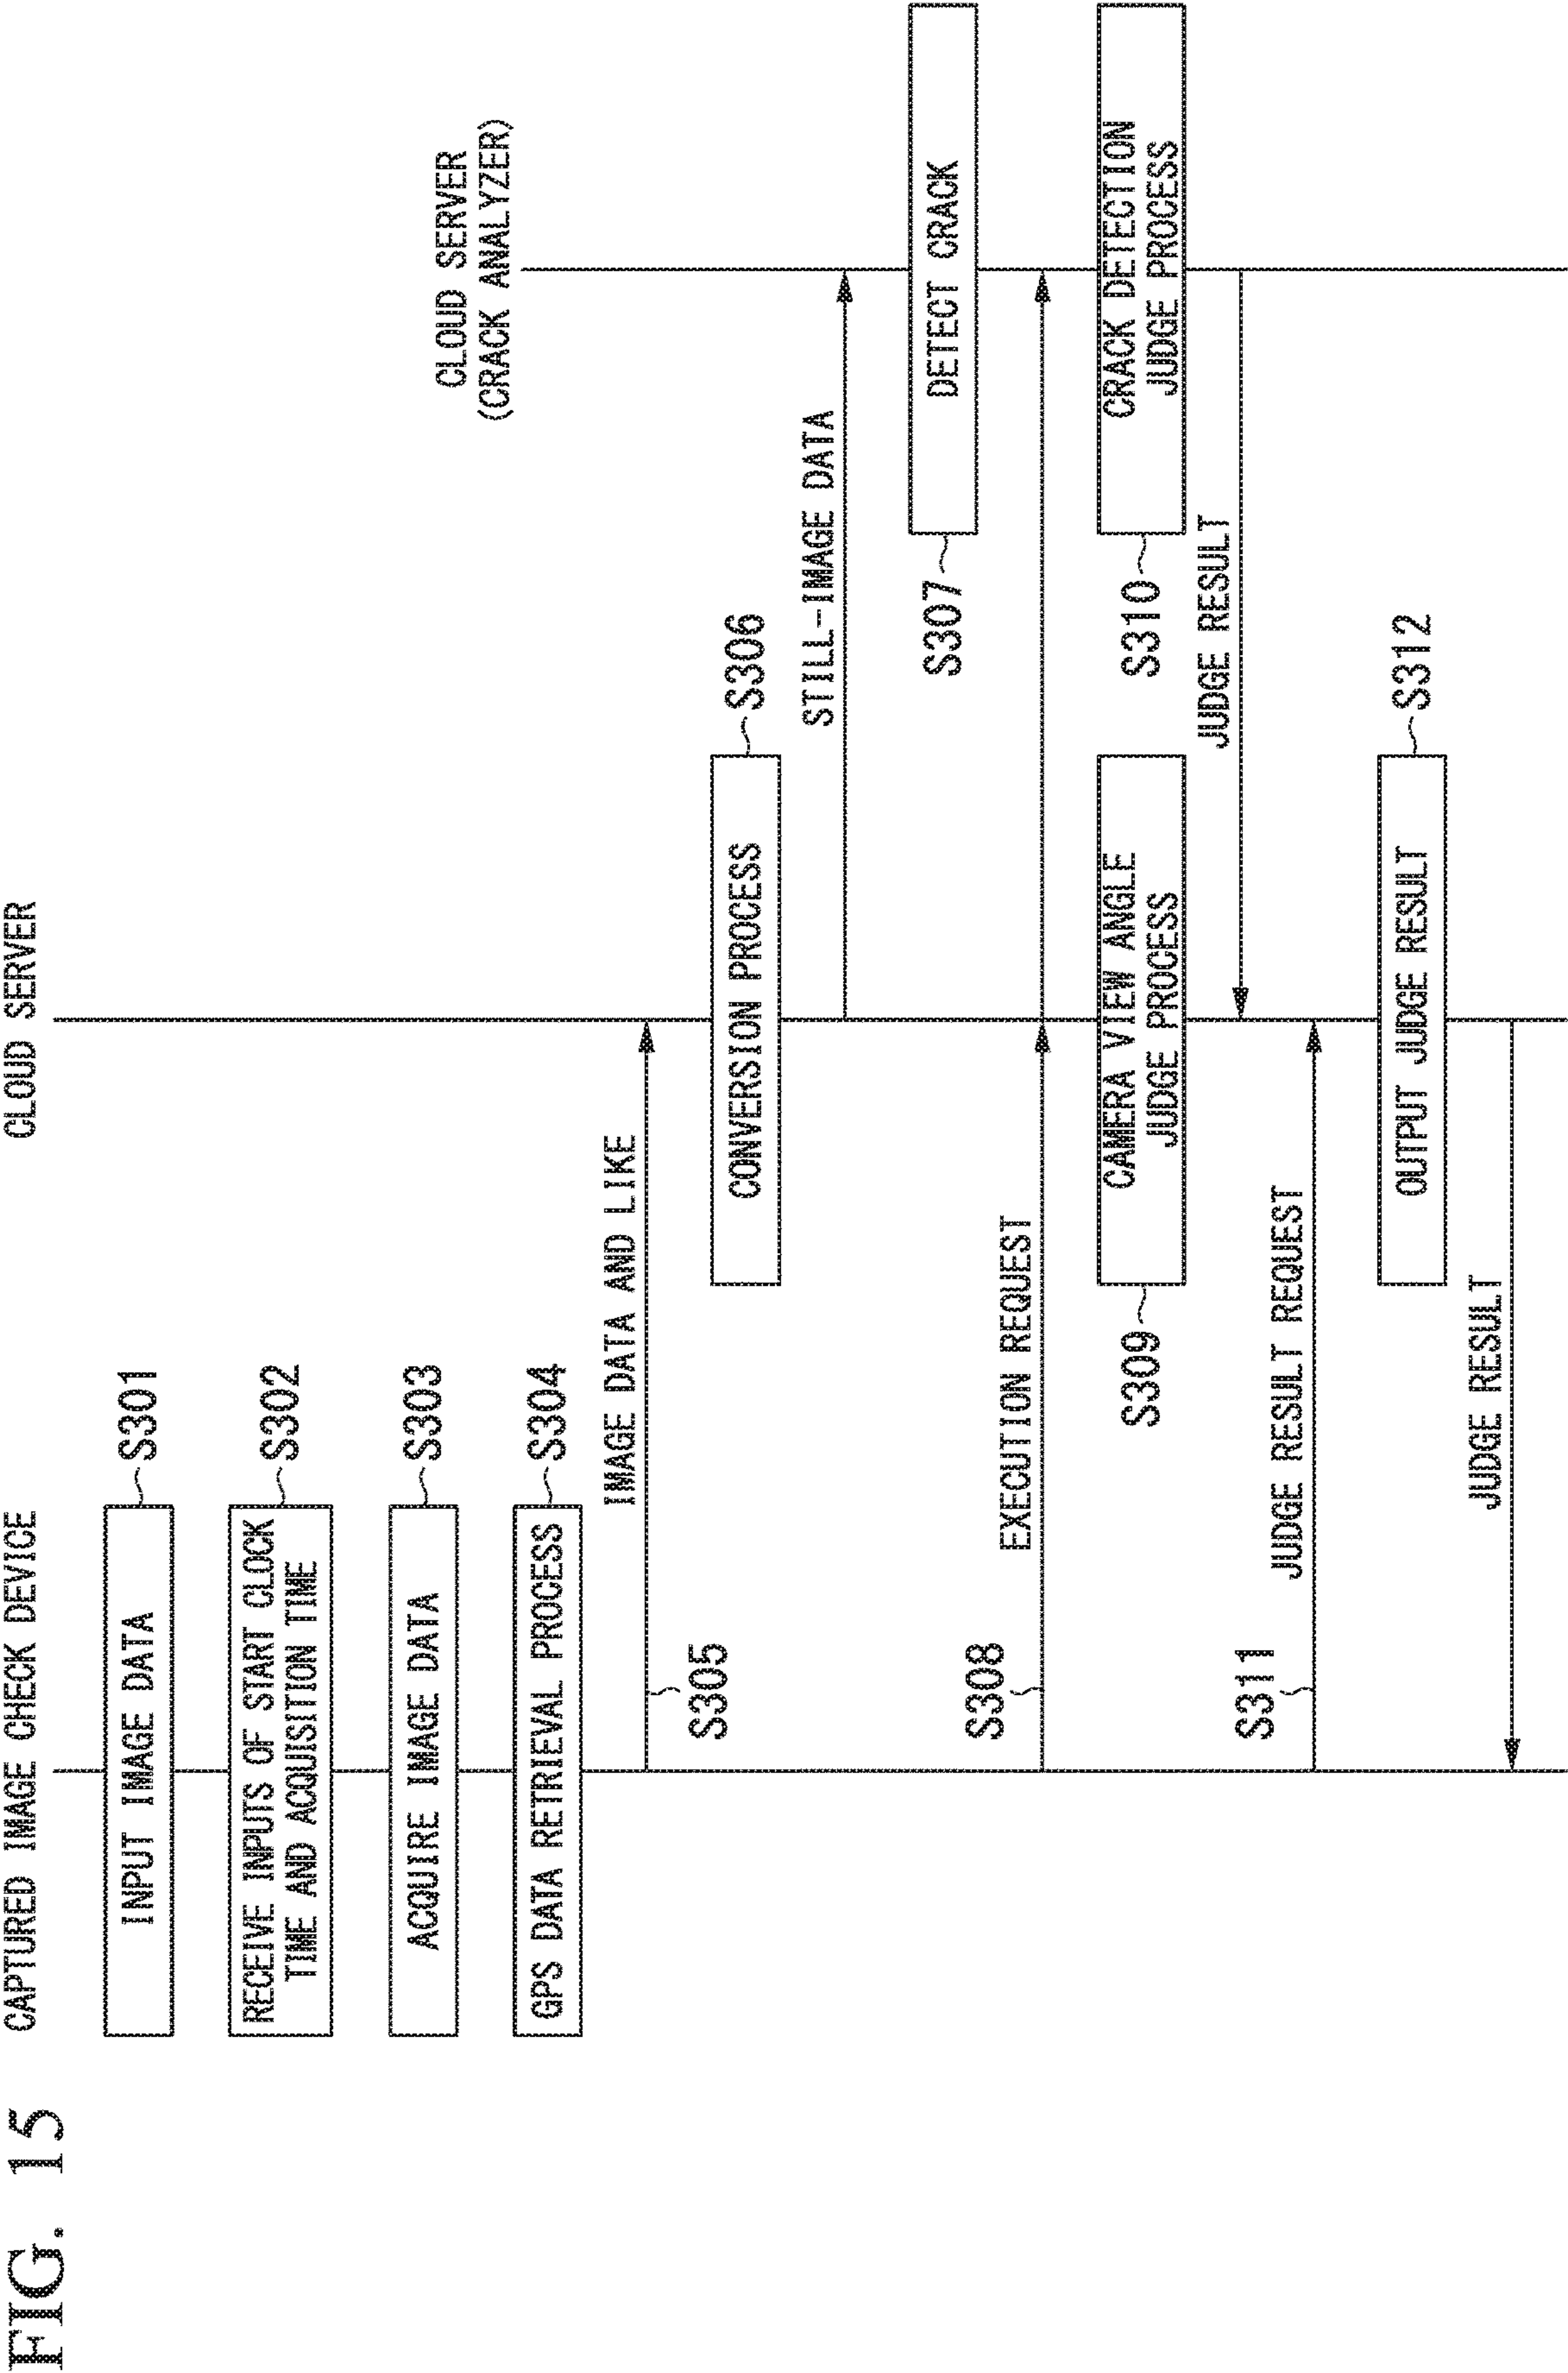 FIG. 15
CAPTURED IMAGE CHECK DEVICE
CLOUD SERVER
CLOUD SERVER
(CRACK ANALYZER)
INPUT IMAGE DATA
S301
RECEIVE INPUTS OF START CLOCK
TIME AND ACQUISITION TIME
S302
ACQUIRE IMAGE DATA
S303
GPS DATA RETRIEVAL PROCESS
S304
IMAGE DATA AND LIKE
S305
CONVERSION PROCESS
S306
STILL-IMAGE DATA
DETECT CRACK
S307
EXECUTION REQUEST
S308
CAMERA VIEW ANGLE
JUDGE PROCESS
S309
CRACK DETECTION
JUDGE PROCESS
S310
JUDGE RESULT
JUDGE RESULT REQUEST
S311
OUTPUT JUDGE RESULT
S312
JUDGE RESULT